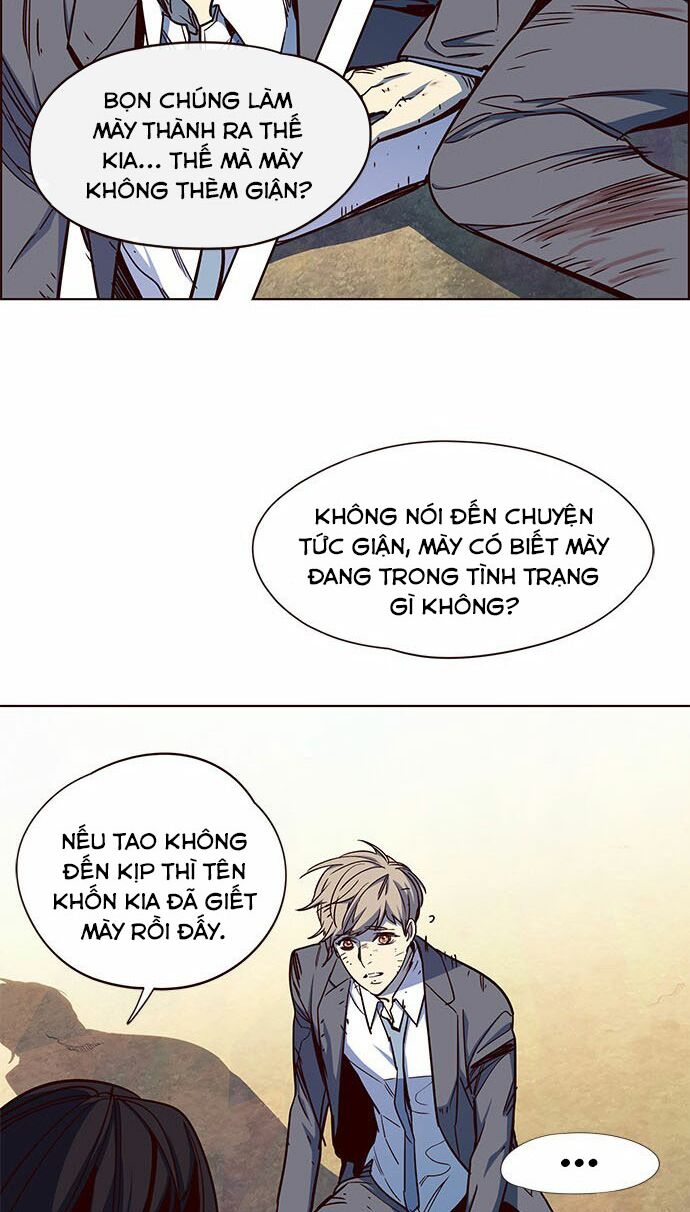 BỌN CHÚNG LÀM
MÀY THÀNH RA THẾ
KIA... THẾ MÀ MÀY
KHÔNG THÈM GIẬN?
KHÔNG NÓI ĐẾN CHUYỆN
TỨC GIẬN, MÀY CÓ BIẾT MÀY
ĐANG TRONG TÌNH TRẠNG
GÌ KHÔNG?
NẾU TAO KHÔNG
ĐẾN KỊP THÌ TÊN
KHỐN KIA ĐÃ GIẾT
MÀY RỒI ĐẤY.
...